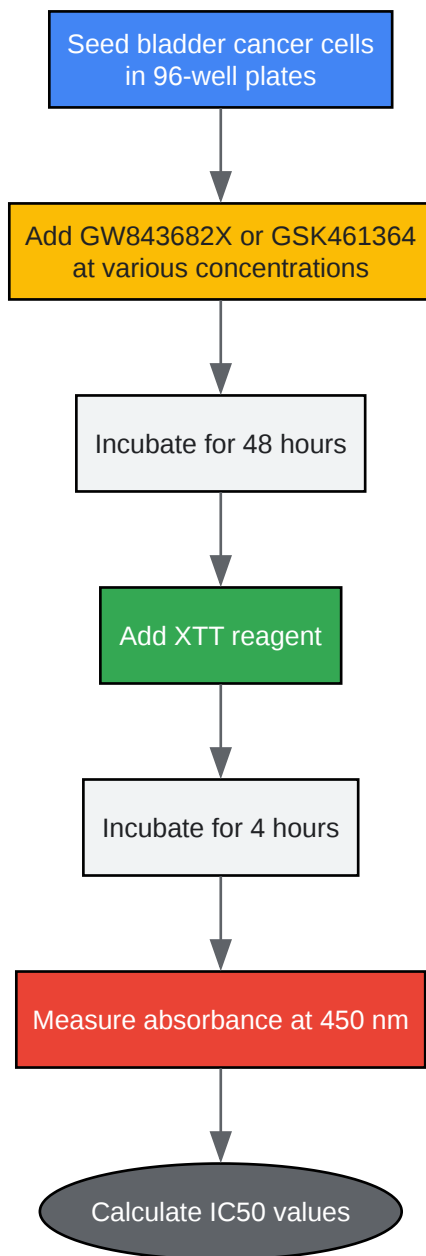 Seed bladder cancer cells
in 96-well plates
Add GW843682X or GSK461364
at various concentrations
Incubate for 48 hours
Add XTT reagent
Incubate for 4 hours
Measure absorbance at 450 nm
Calculate IC50 values